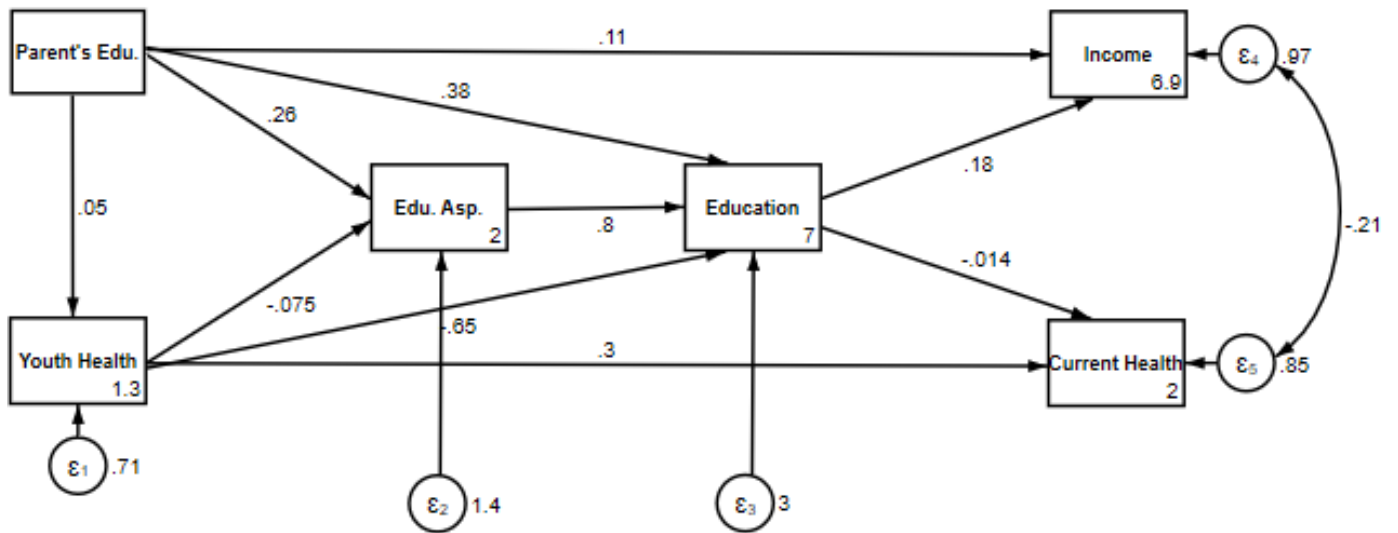 Parent's Edu.
.11
Income
6.9
ε4
.97
.38
.26
.18
.05
Edu. Asp.
2
.8
Education
7
-.21
-.075
-.65
-.014
Youth Health
1.3
.3
Current Health
2
ε5
.85
ε1
.71
ε2
1.4
ε3
3